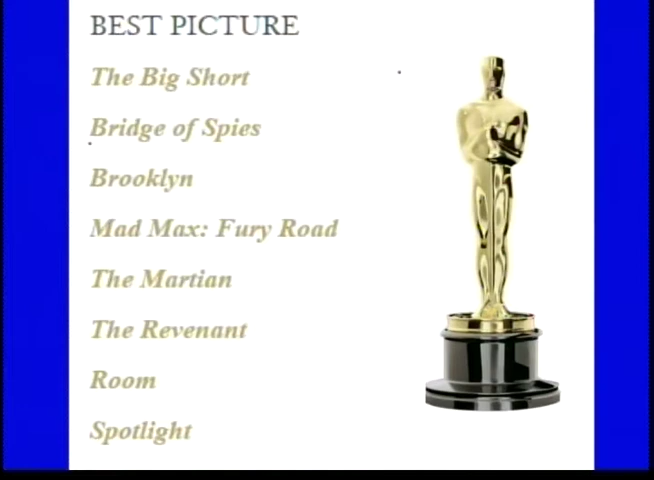 BEST PICTURE
The Big Short
Bridge of Spies
Brooklyn
Mad Max: Fury Road
The Martian
The Revenant
Room
Spotlight